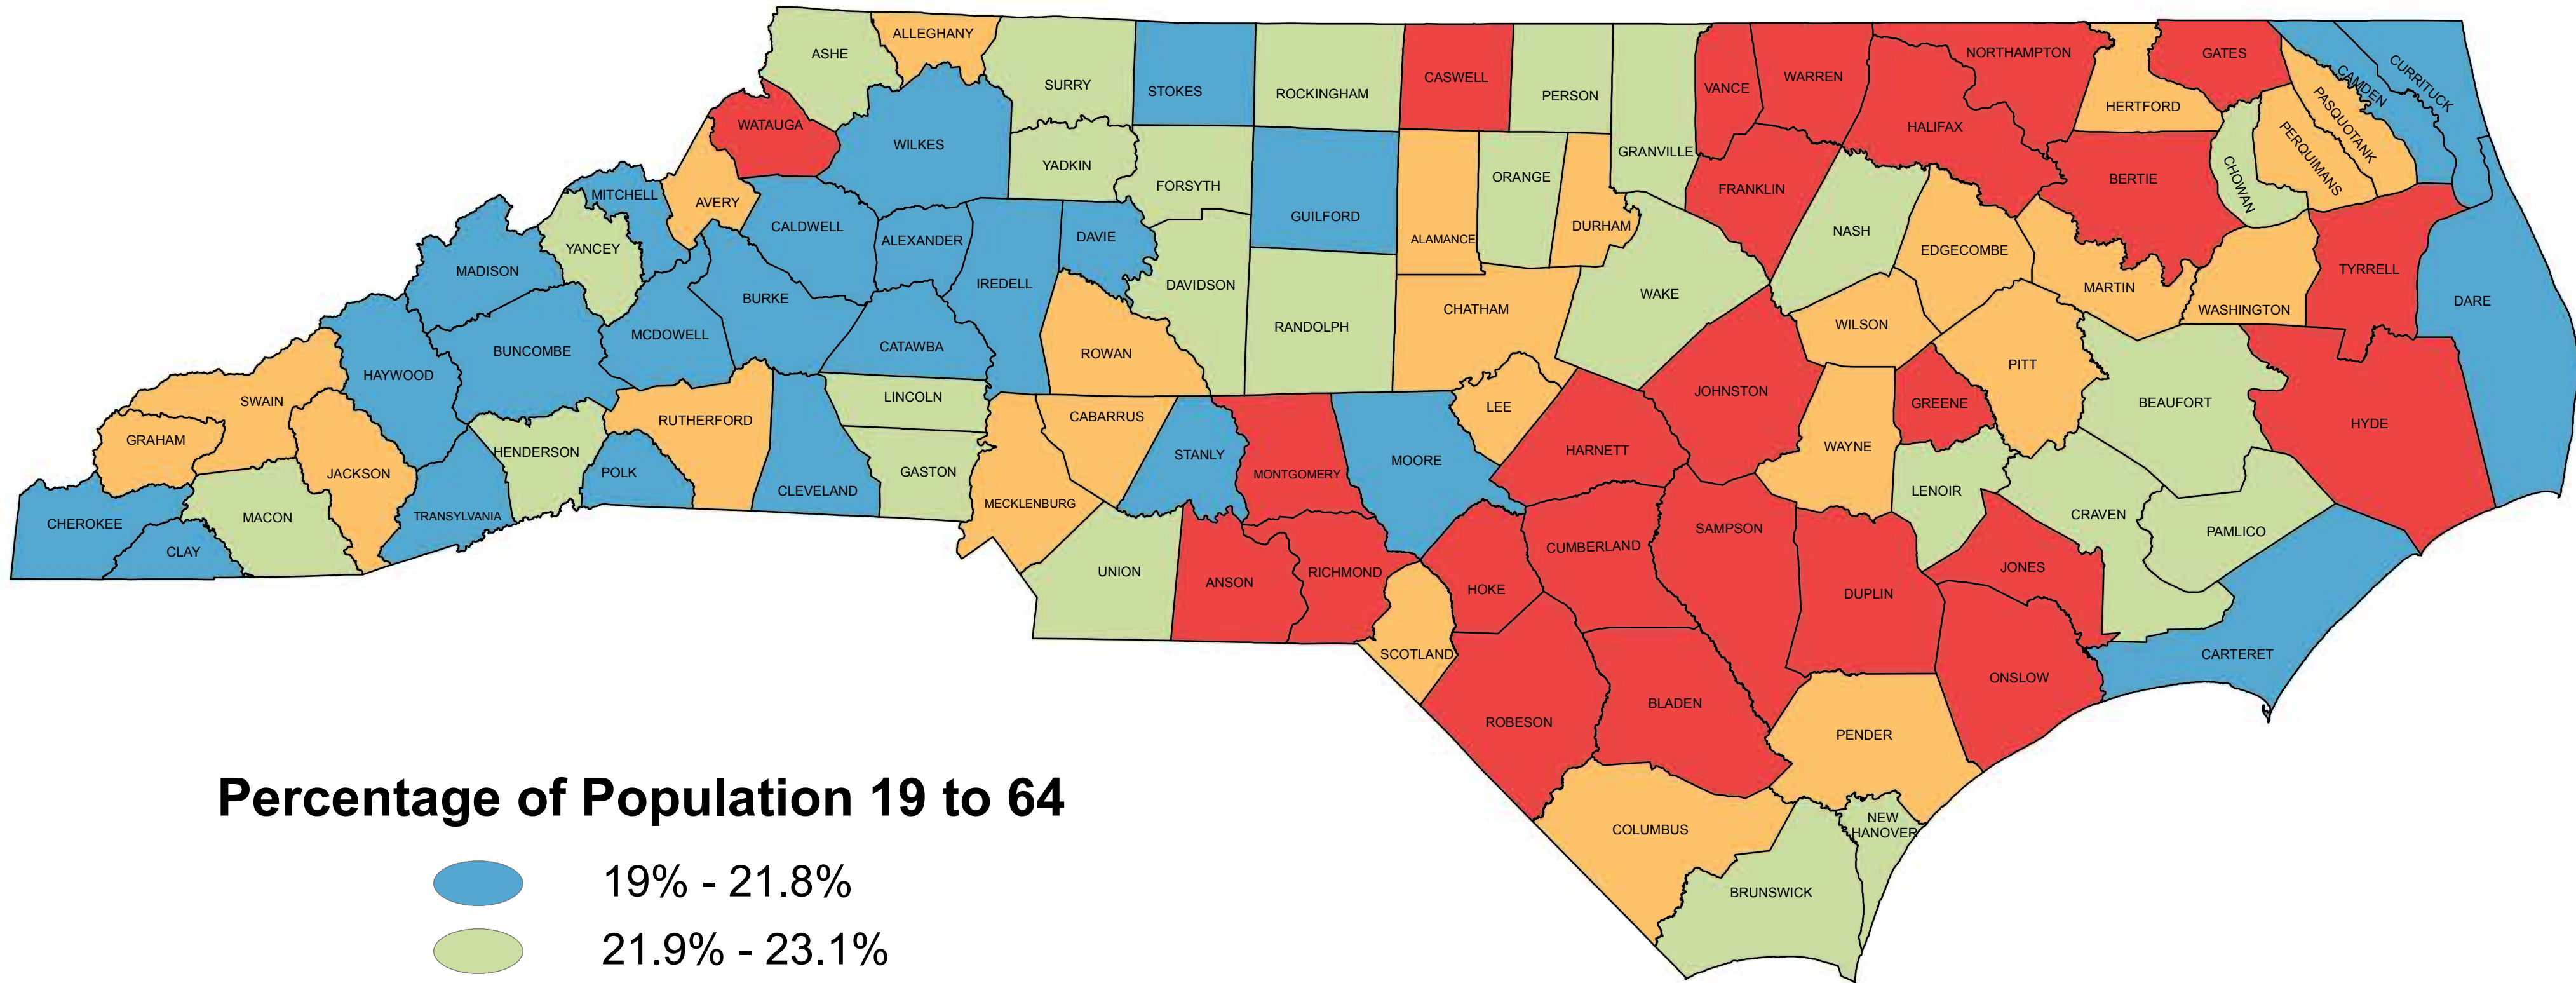 ALLEGHANY
ASHE
SURRY
STOKES
ROCKINGHAM
CASWELL
PERSON
VANCE
WARREN
NORTHAMPTON
GATES
CURRITUCK
CAMDEN
PASQUOTANK
HERTFORD
PERQUIMANS
WATAUGA
WILKES
YADKIN
FORSYTH
GRANVILLE
HALIFAX
ORANGE
FRANKLIN
BERTIE
CHOWAN
MITCHELL
AVERY
CALDWELL
ALEXANDER
DAVIE
GUILFORD
ALAMANCE
DURHAM
NASH
EDGECOMBE
YANCEY
MADISON
BURKE
IREDELL
DAVIDSON
WAKE
MARTIN
TYRRELL
DARE
WASHINGTON
MCDOWELL
BUNCOMBE
CATAWBA
ROWAN
RANDOLPH
CHATHAM
WILSON
PITT
HAYWOOD
SWAIN
LINCOLN
CABARRUS
LEE
JOHNSTON
GREENE
BEAUFORT
HYDE
GRAHAM
RUTHERFORD
HENDERSON
JACKSON
POLK
GASTON
STANLY
MONTGOMERY
MOORE
HARNETT
WAYNE
LENOIR
CHEROKEE
MACON
TRANSYLVANIA
CLEVELAND
MECKLENBURG
CRAVEN
PAMLICO
CLAY
UNION
ANSON
RICHMOND
HOKE
CUMBERLAND
SAMPSON
DUPLIN
JONES
SCOTLAND
CARTERET
ROBESON
BLADEN
ONSLOW
PENDER
COLUMBUS
NEW
HANOVER
BRUNSWICK
Percentage of Population 19 to 64
19% - 21.8%
21.9% - 23.1%